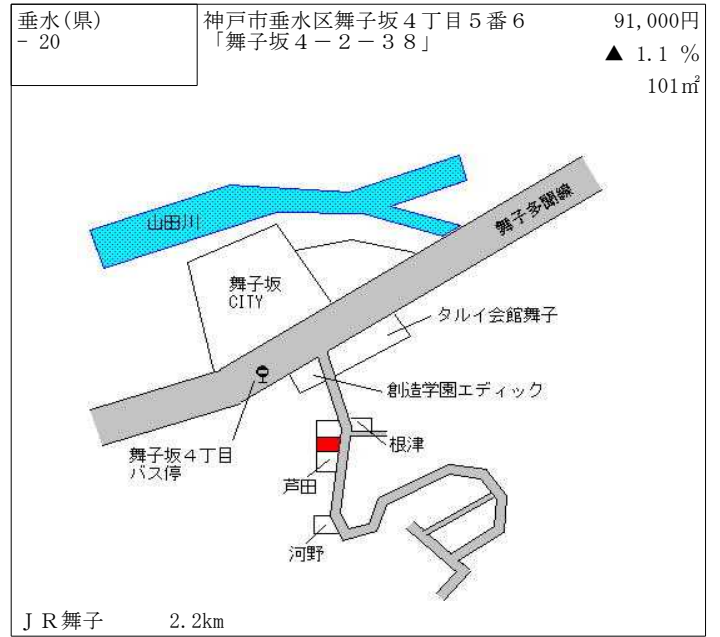 垂水(県)
- 20
神戸市垂水区舞子坂４丁目５番６
「舞子坂４－２－３８」
91,000円
▲ 1.1 %
101㎡
山田川
舞子多聞線
舞子坂
CITY
タルイ会館舞子
創造学園エディック
舞子坂４丁目
バス停
根津
芦田
河野
ＪＲ舞子 2.2km